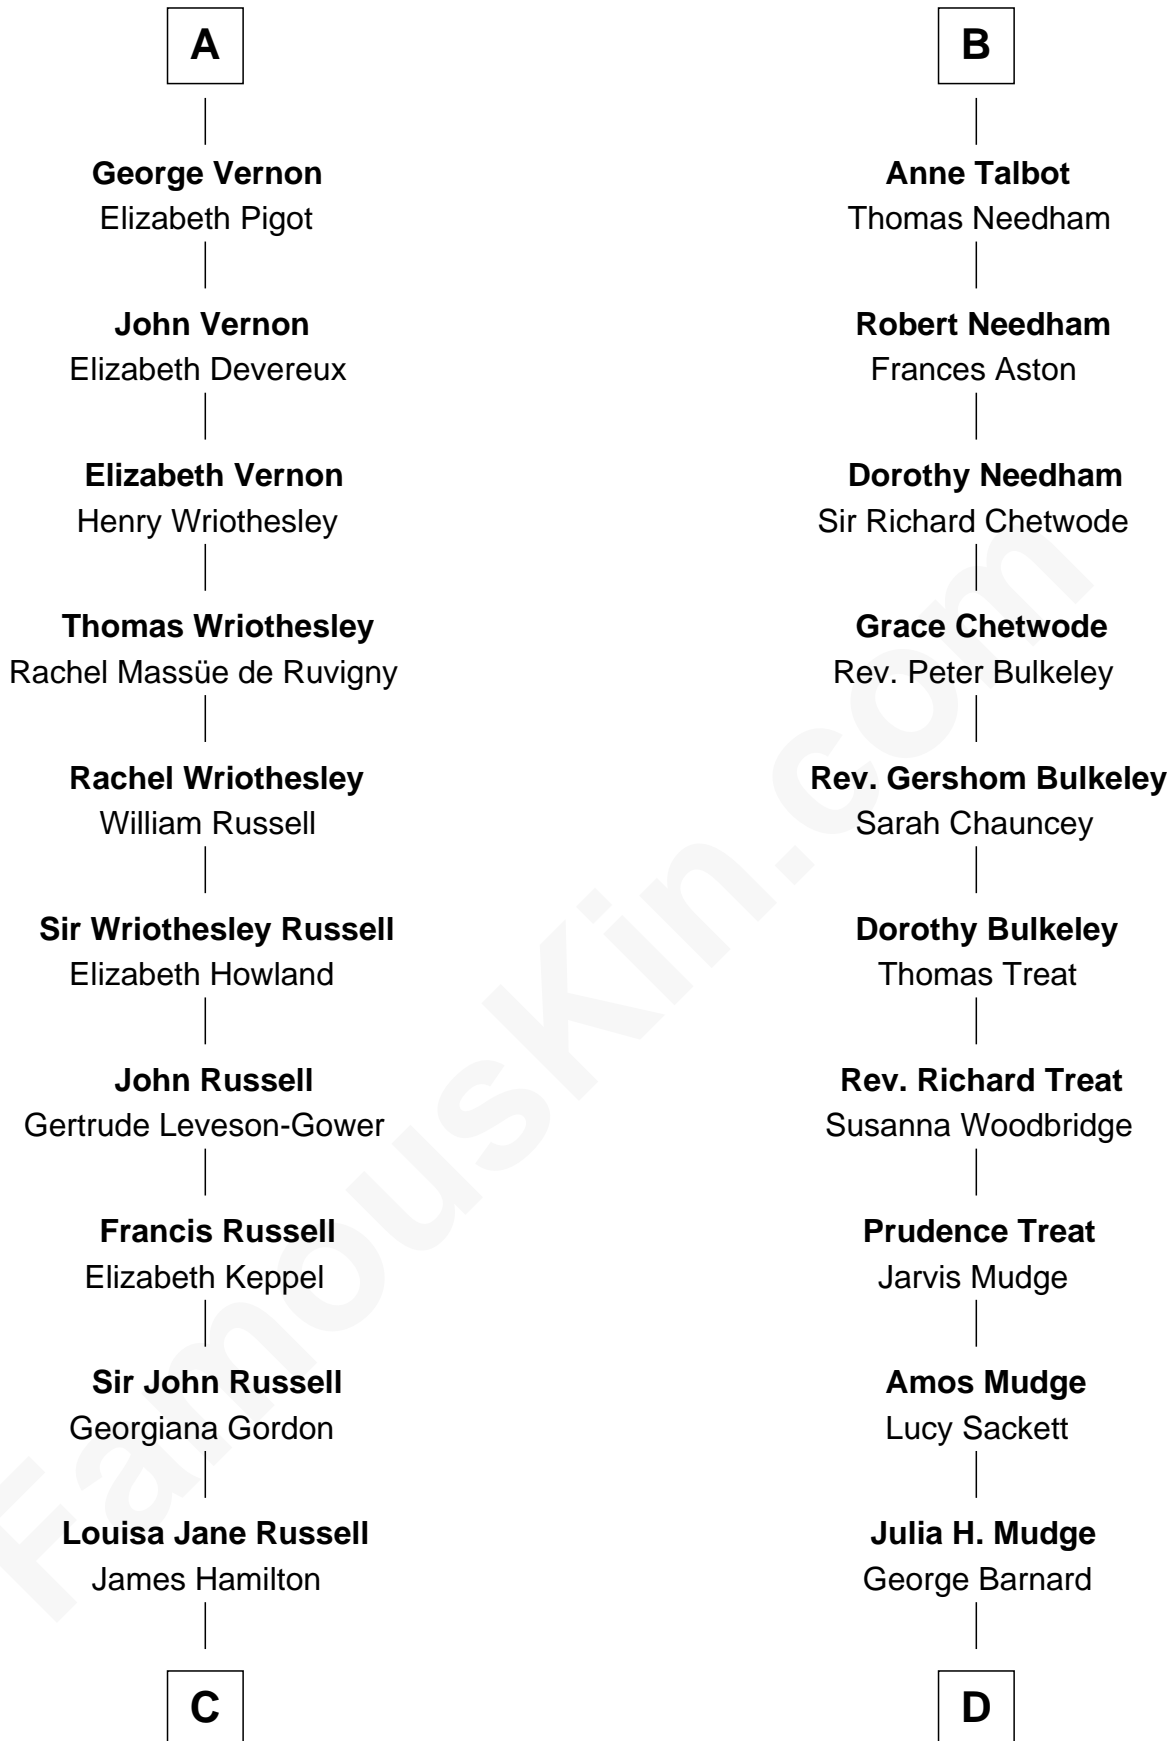 A
George Vernon
Elizabeth Pigot
John Vernon
Elizabeth Devereux
Elizabeth Vernon
Henry Wriothesley
Thomas Wriothesley
Rachel Massüe de Ruvigny
Rachel Wriothesley
William Russell
Sir Wriothesley Russell
Elizabeth Howland
John Russell
Gertrude Leveson-Gower
Francis Russell
Elizabeth Keppel
Sir John Russell
Georgiana Gordon
Louisa Jane Russell
James Hamilton
C
B
Anne Talbot
Thomas Needham
Robert Needham
Frances Aston
Dorothy Needham
Sir Richard Chetwode
Grace Chetwode
Rev. Peter Bulkeley
Rev. Gershom Bulkeley
Sarah Chauncey
Dorothy Bulkeley
Thomas Treat
Rev. Richard Treat
Susanna Woodbridge
Prudence Treat
Jarvis Mudge
Amos Mudge
Lucy Sackett
Julia H. Mudge
George Barnard
D
FamousKin.com